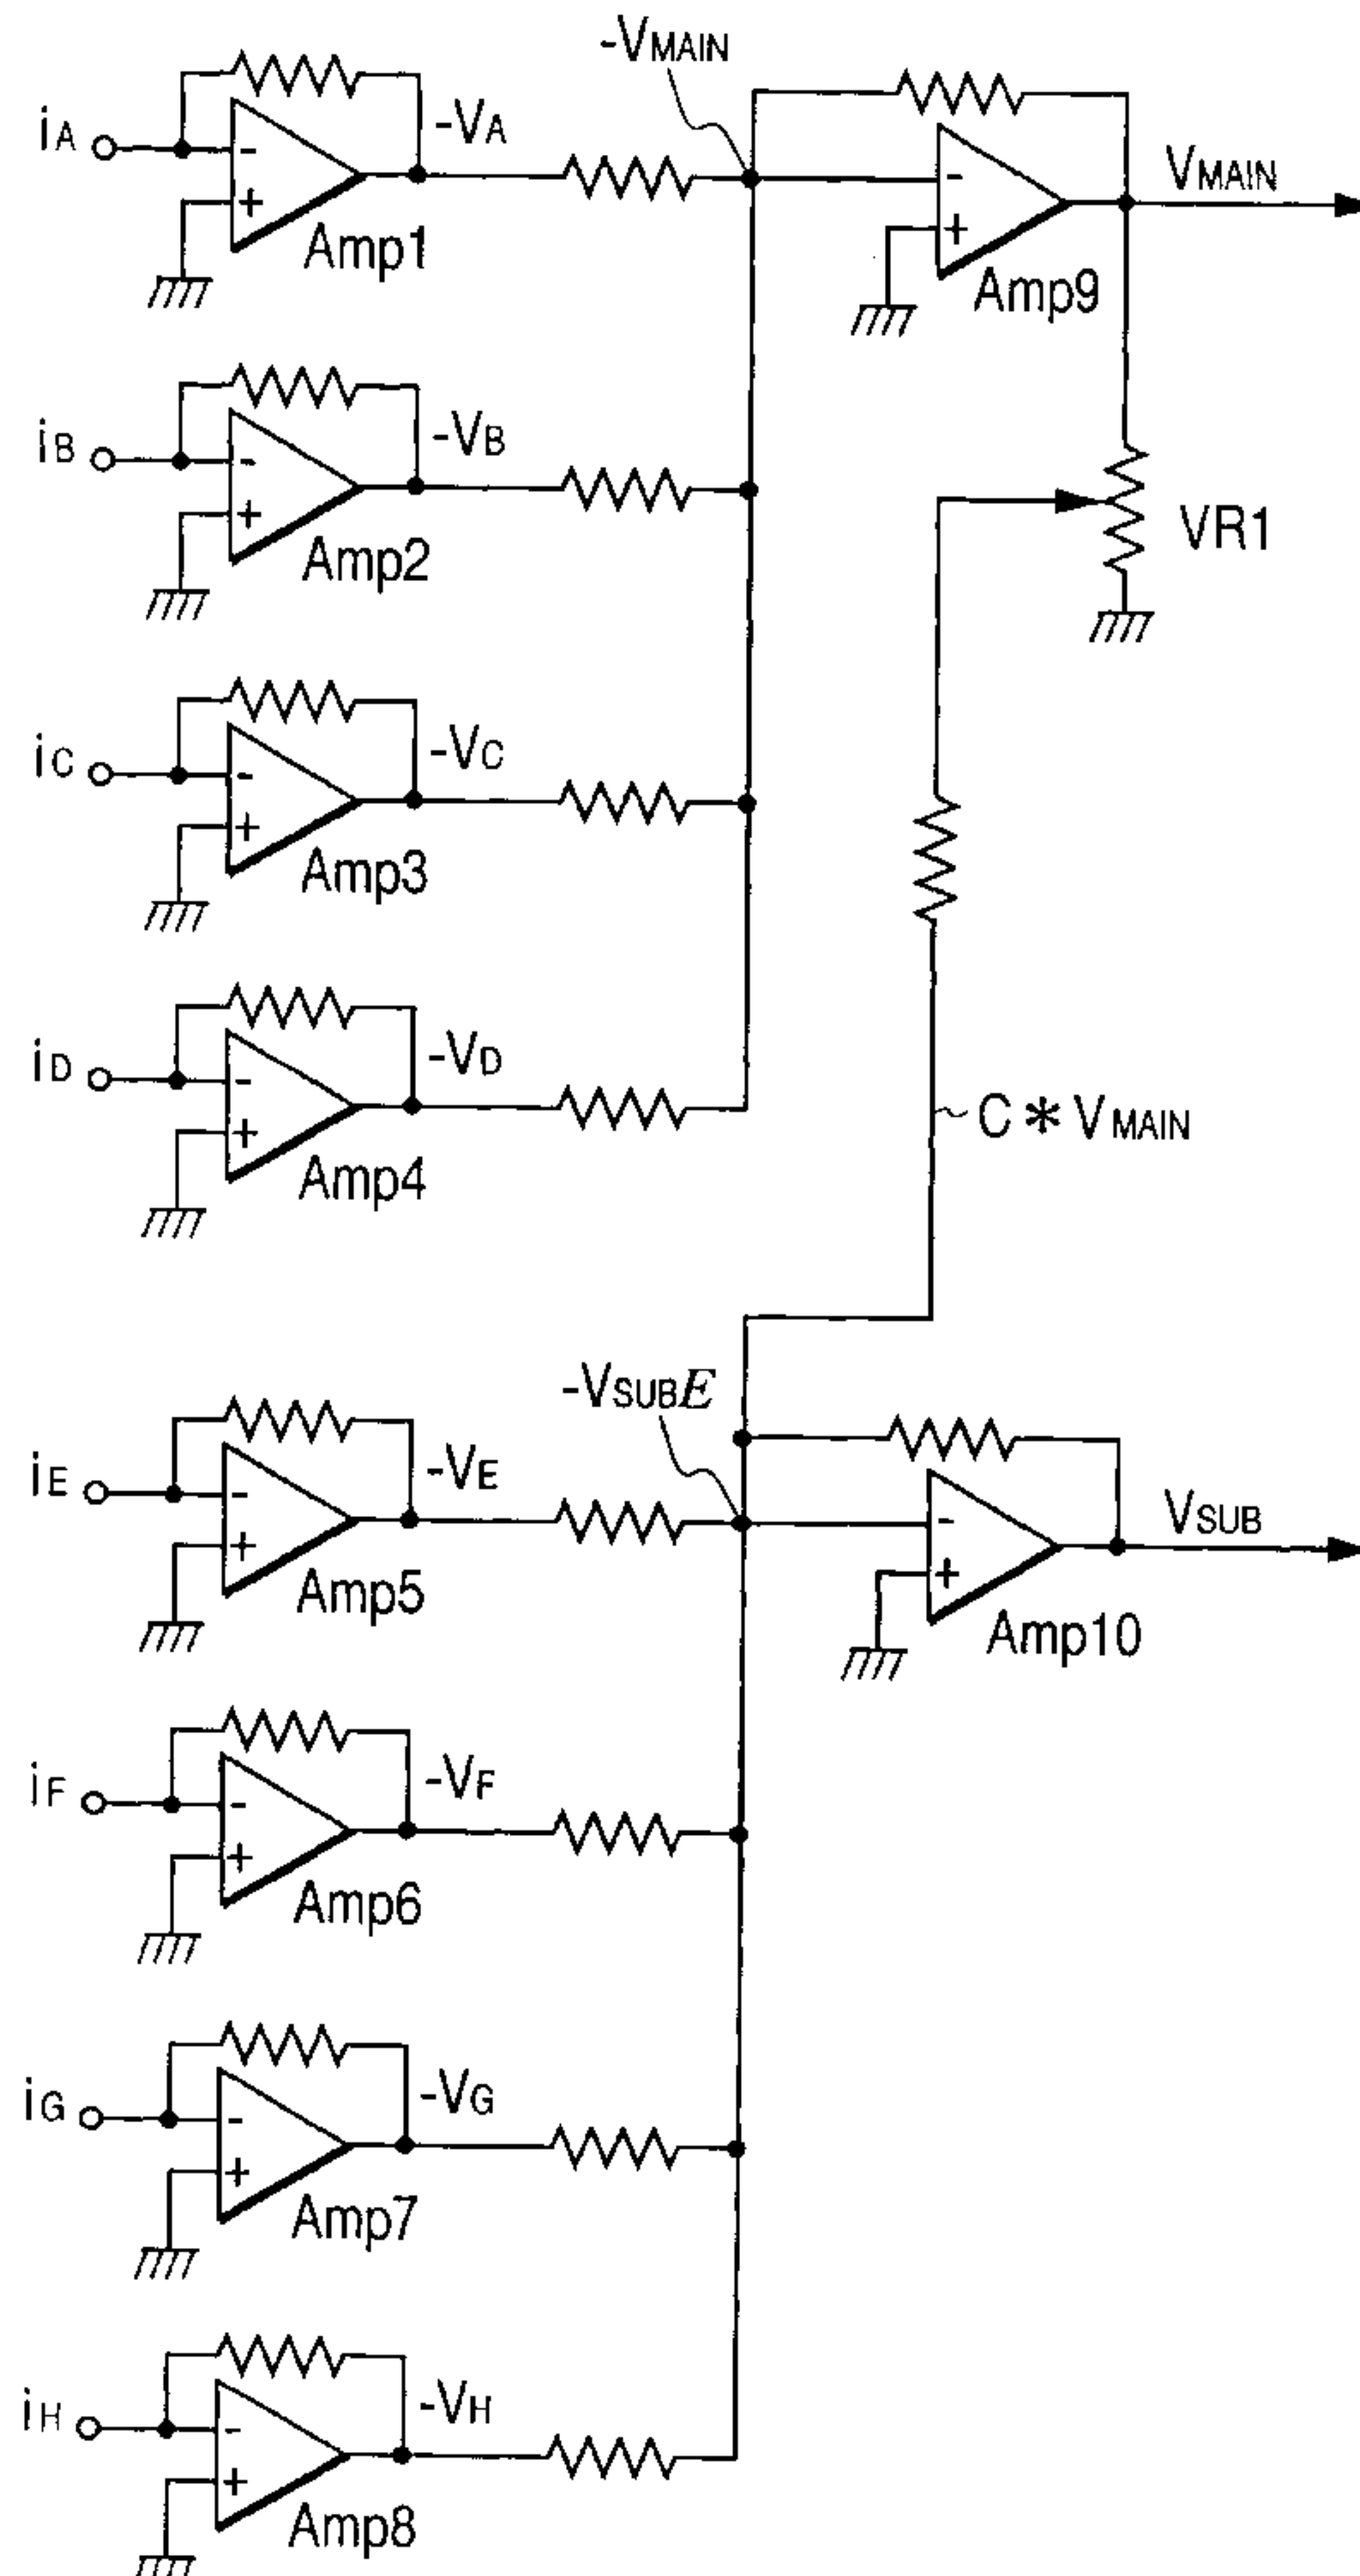 -VMAIN
iA
-
+
-VA
Amp1
-
+
VMAIN
Amp9
iB
-
+
-VB
Amp2
VR1
iC
-
+
-VC
Amp3
iD
-
+
-VD
Amp4
C * VMAIN
-VSUBE
iE
-
+
-VE
Amp5
-
+
VSUB
Amp10
iF
-
+
-VF
Amp6
iG
-
+
-VG
Amp7
iH
-
+
-VH
Amp8